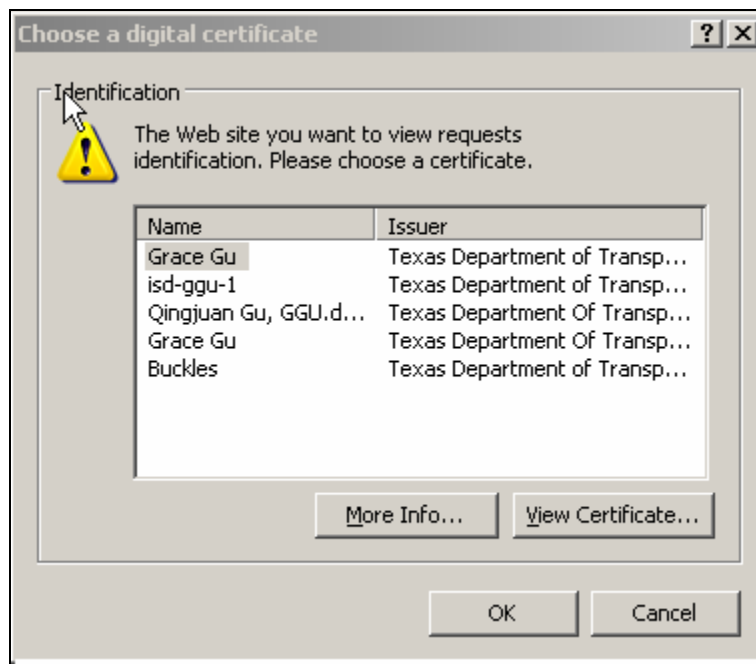 Choose a digital certificate
Identification
The Web site you want to view requests
identification. Please choose a certificate.
Name Issuer
Grace Gu Texas Department of Transp...
isd-ggu-1 Texas Department of Transp...
Qingjuan Gu, GGU.d... Texas Department Of Transp...
Grace Gu Texas Department Of Transp...
Buckles Texas Department of Transp...
More Info... View Certificate...
OK Cancel